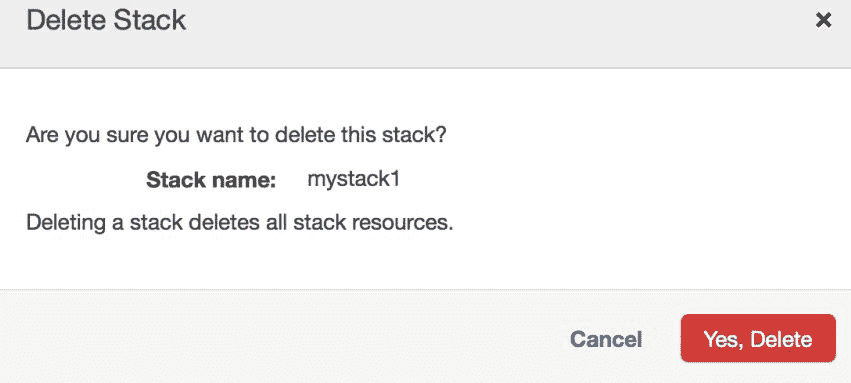 Delete Stack
Are you sure you want to delete this stack?
Stack name: mystack1
Deleting a stack deletes all stack resources.
Cancel Yes, Delete